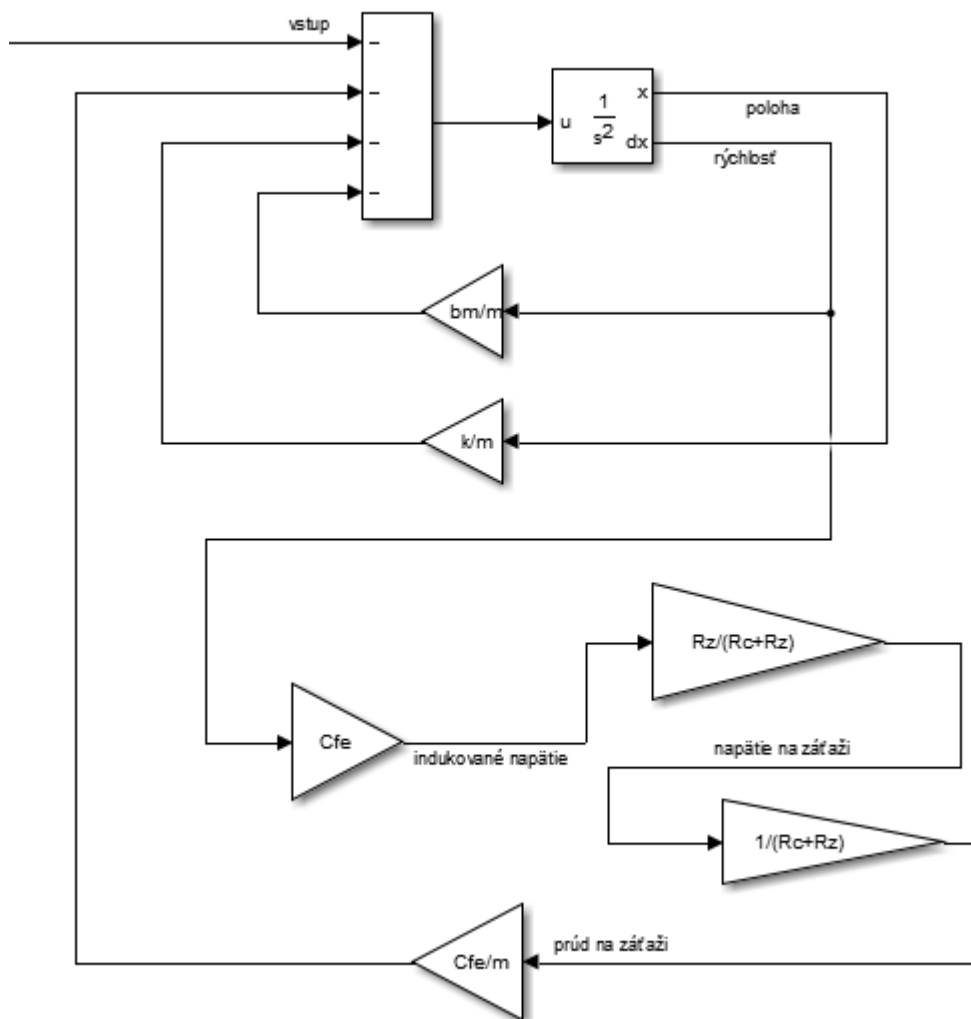 vstup
−
−
−
−
u
1
s²
x
dx
poloha
rýchlosť
bm/m
k/m
Rz/(Rc+Rz)
Cfe
indukované napätie
napätie na záťaži
1/(Rc+Rz)
prúd na záťaži
Cfe/m